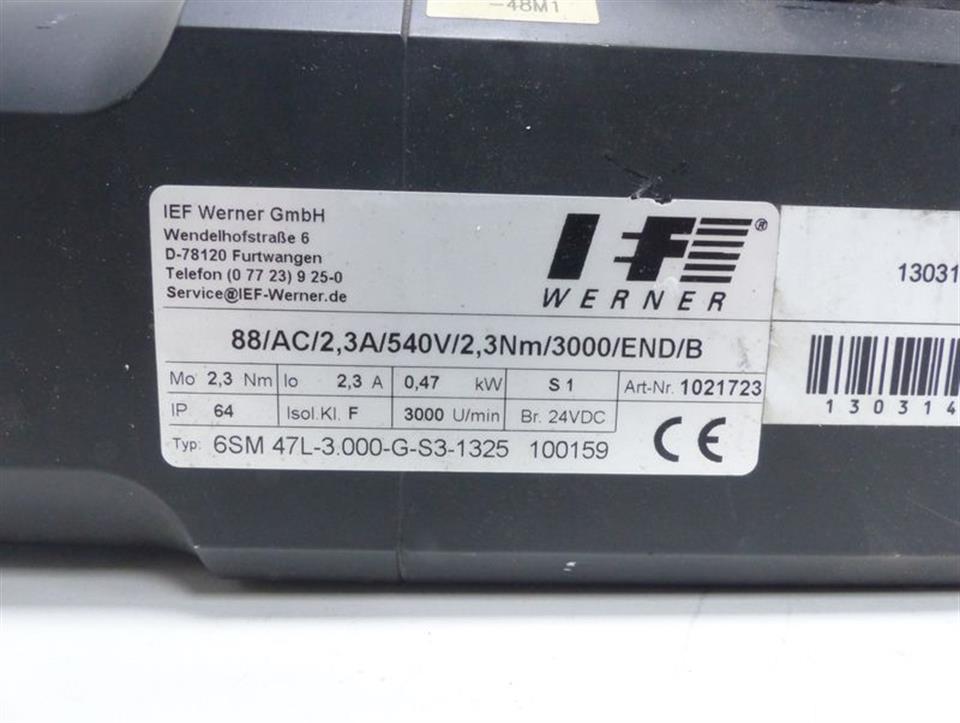 -48M1
IEF Werner GmbH
Wendelhofstraße 6
D-78120 Furtwangen
Telefon (0 77 23) 9 25-0
Service@IEF-Werner.de
IEF®
WERNER
13031
88/AC/2,3A/540V/2,3Nm/3000/END/B
Mo 2,3 Nm Io 2,3 A 0,47 kW S 1 Art-Nr. 1021723
IP 64 Isol.Kl. F 3000 U/min Br. 24VDC
130314
Typ: 6SM 47L-3.000-G-S3-1325 100159 CE